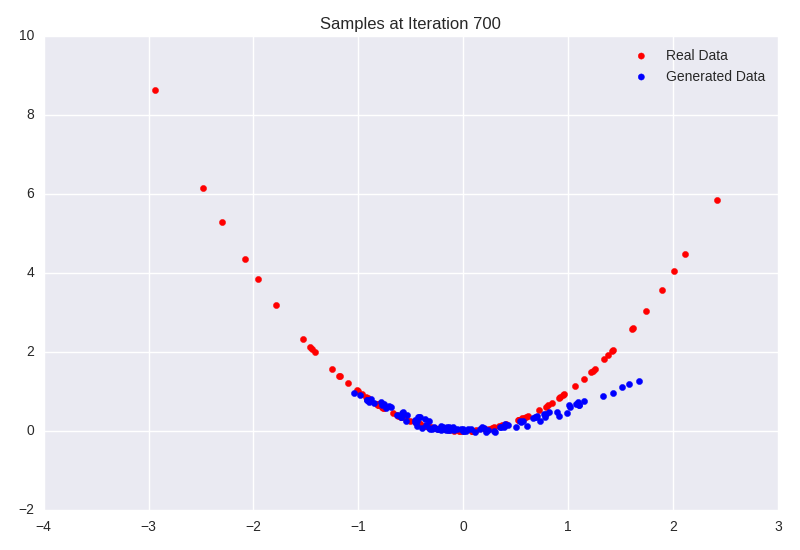 Samples at Iteration 700
Real Data
Generated Data
10
8
6
4
2
0
−2
−4 −3 −2 −1 0 1 2 3